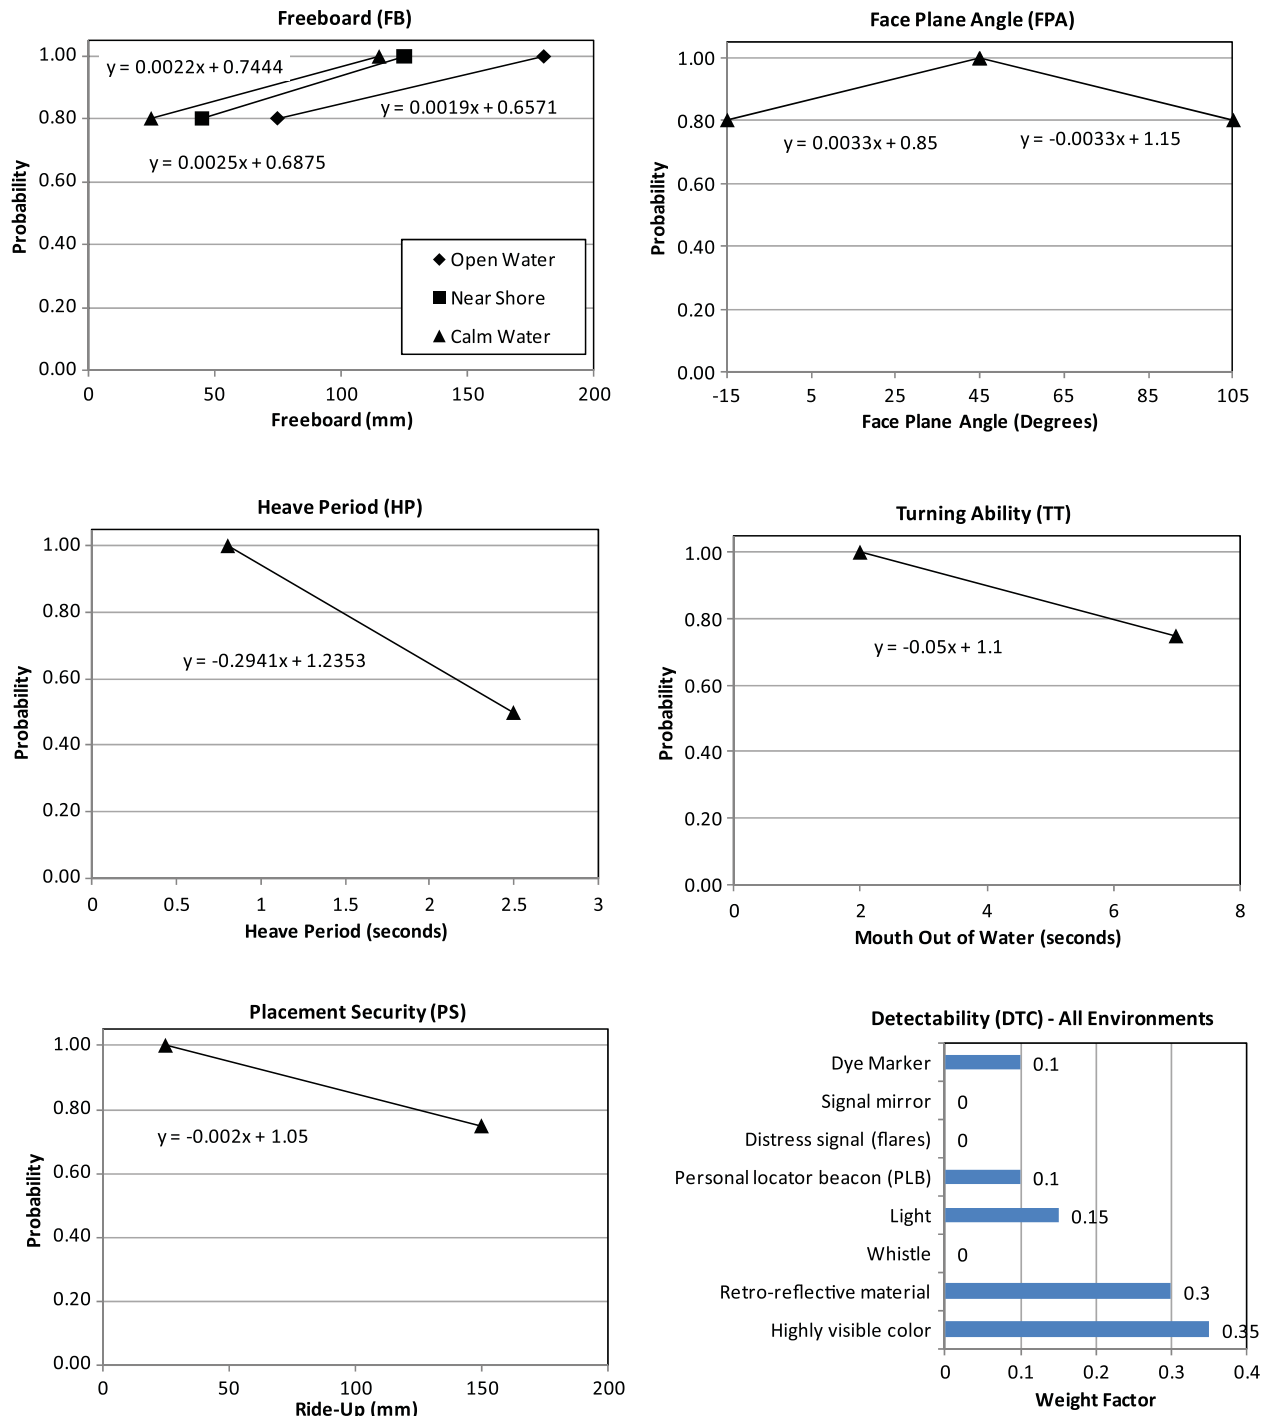 Freeboard (FB)
1.00
0.80
0.60
0.40
0.20
0.00
Probability
y = 0.0022x + 0.7444
y = 0.0019x + 0.6571
y = 0.0025x + 0.6875
Open Water
Near Shore
Calm Water
0 50 100 150 200
Freeboard (mm)
Face Plane Angle (FPA)
1.00
0.80
0.60
0.40
0.20
0.00
Probability
y = 0.0033x + 0.85
y = -0.0033x + 1.15
-15 5 25 45 65 85 105
Face Plane Angle (Degrees)
Heave Period (HP)
1.00
0.80
0.60
0.40
0.20
0.00
Probability
y = -0.2941x + 1.2353
0 0.5 1 1.5 2 2.5 3
Heave Period (seconds)
Turning Ability (TT)
1.00
0.80
0.60
0.40
0.20
0.00
Probability
y = -0.05x + 1.1
0 2 4 6 8
Mouth Out of Water (seconds)
Placement Security (PS)
1.00
0.80
0.60
0.40
0.20
0.00
Probability
y = -0.002x + 1.05
0 50 100 150 200
Ride-Up (mm)
Detectability (DTC) - All Environments
Dye Marker 0.1
Signal mirror 0
Distress signal (flares) 0
Personal locator beacon (PLB) 0.1
Light 0.15
Whistle 0
Retro-reflective material 0.3
Highly visible color 0.35
0 0.1 0.2 0.3 0.4
Weight Factor